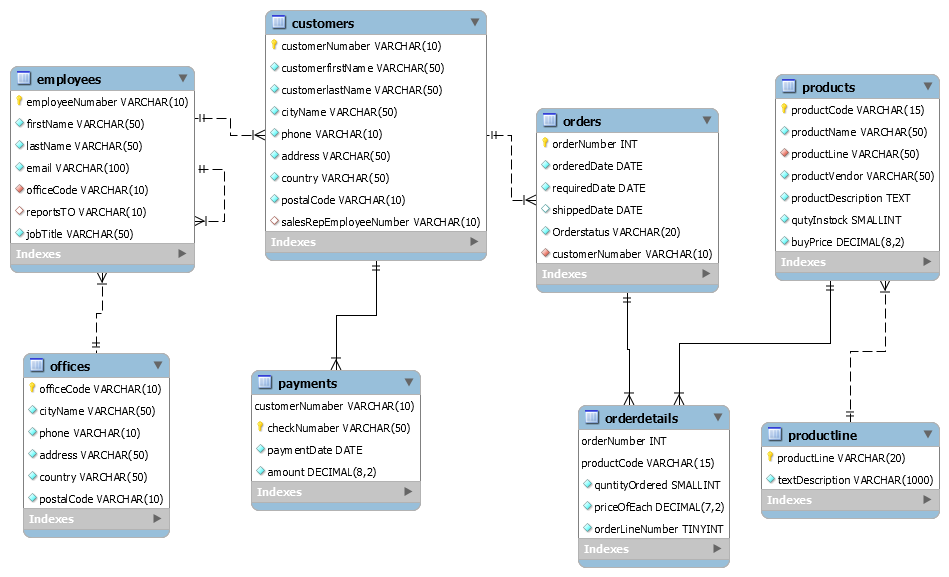 customers
customerNumaber VARCHAR(10)
customerfirstName VARCHAR(50)
customerlastName VARCHAR(50)
cityName VARCHAR(50)
phone VARCHAR(10)
address VARCHAR(50)
country VARCHAR(50)
postalCode VARCHAR(10)
salesRepEmployeeNumber VARCHAR(10)
Indexes
employees
employeeNumaber VARCHAR(10)
firstName VARCHAR(50)
lastName VARCHAR(50)
email VARCHAR(100)
officeCode VARCHAR(10)
reportsTO VARCHAR(10)
jobTitle VARCHAR(50)
Indexes
orders
orderNumber INT
orderedDate DATE
requiredDate DATE
shippedDate DATE
Orderstatus VARCHAR(20)
customerNumaber VARCHAR(10)
Indexes
products
productCode VARCHAR(15)
productName VARCHAR(50)
productLine VARCHAR(50)
productVendor VARCHAR(50)
productDescription TEXT
qutyInstock SMALLINT
buyPrice DECIMAL(8,2)
Indexes
offices
officeCode VARCHAR(10)
cityName VARCHAR(50)
phone VARCHAR(10)
address VARCHAR(50)
country VARCHAR(50)
postalCode VARCHAR(10)
Indexes
payments
customerNumaber VARCHAR(10)
checkNumaber VARCHAR(50)
paymentDate DATE
amount DECIMAL(8,2)
Indexes
orderdetails
orderNumber INT
productCode VARCHAR(15)
quntityOrdered SMALLINT
priceOfEach DECIMAL(7,2)
orderLineNumber TINYINT
Indexes
productline
productLine VARCHAR(20)
textDescription VARCHAR(1000)
Indexes